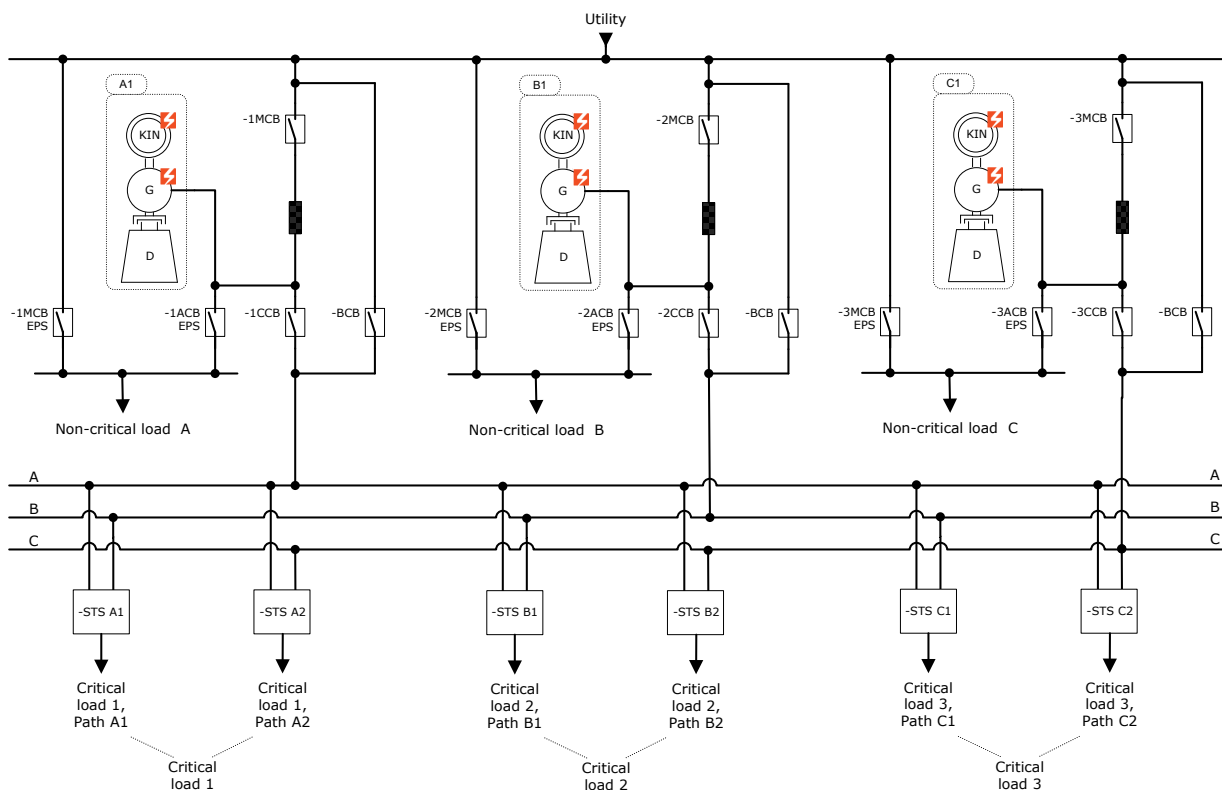 Utility
A1
B1
C1
-1MCB
-2MCB
-3MCB
KIN
KIN
KIN
G
G
G
D
D
D
-1MCB
EPS
-1ACB
EPS
-1CCB
-BCB
-2MCB
EPS
-2ACB
EPS
-2CCB
-BCB
-3MCB
EPS
-3ACB
EPS
-3CCB
-BCB
Non-critical load A
Non-critical load B
Non-critical load C
A
A
B
B
C
C
-STS A1
-STS A2
-STS B1
-STS B2
-STS C1
-STS C2
Critical
load 1,
Path A1
Critical
load 1,
Path A2
Critical
load 2,
Path B1
Critical
load 2,
Path B2
Critical
load 3,
Path C1
Critical
load 3,
Path C2
Critical
load 1
Critical
load 2
Critical
load 3